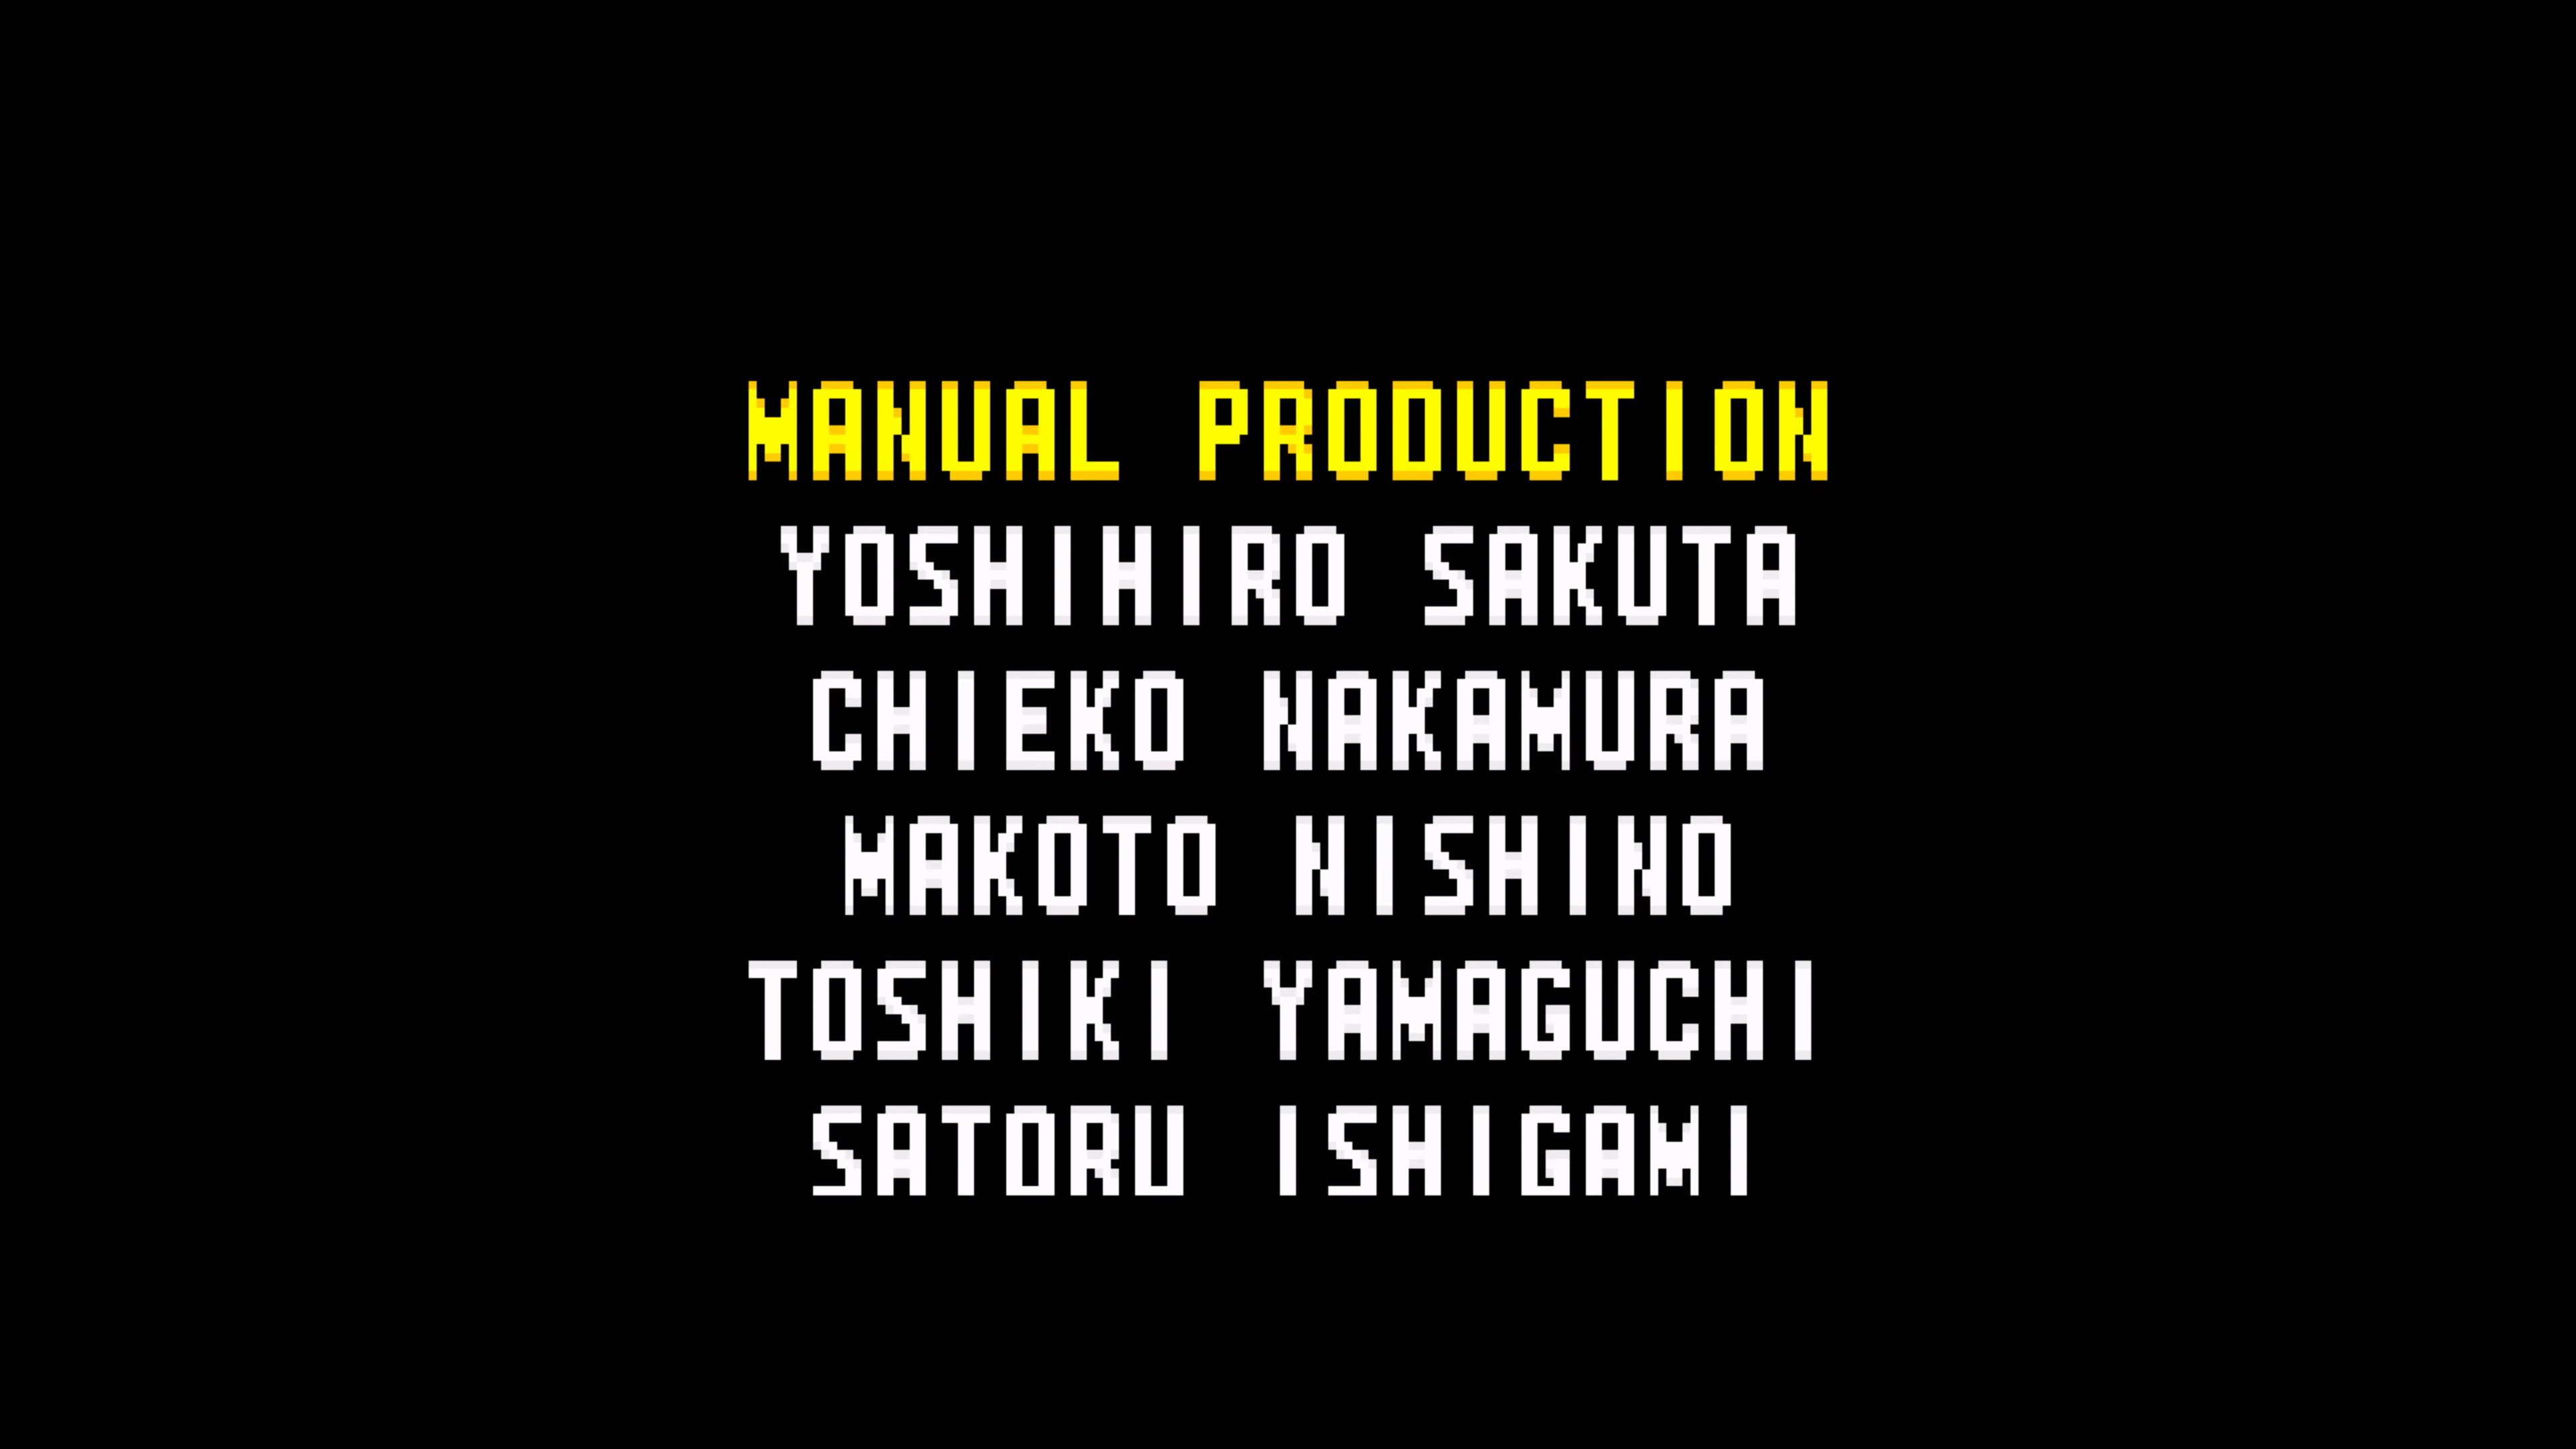 MANUAL PRODUCTION
YOSHIHIRO SAKUTA
CHIEKO NAKAMURA
MAKOTO NISHINO
TOSHIKI YAMAGUCHI
SATORU ISHIGAMI